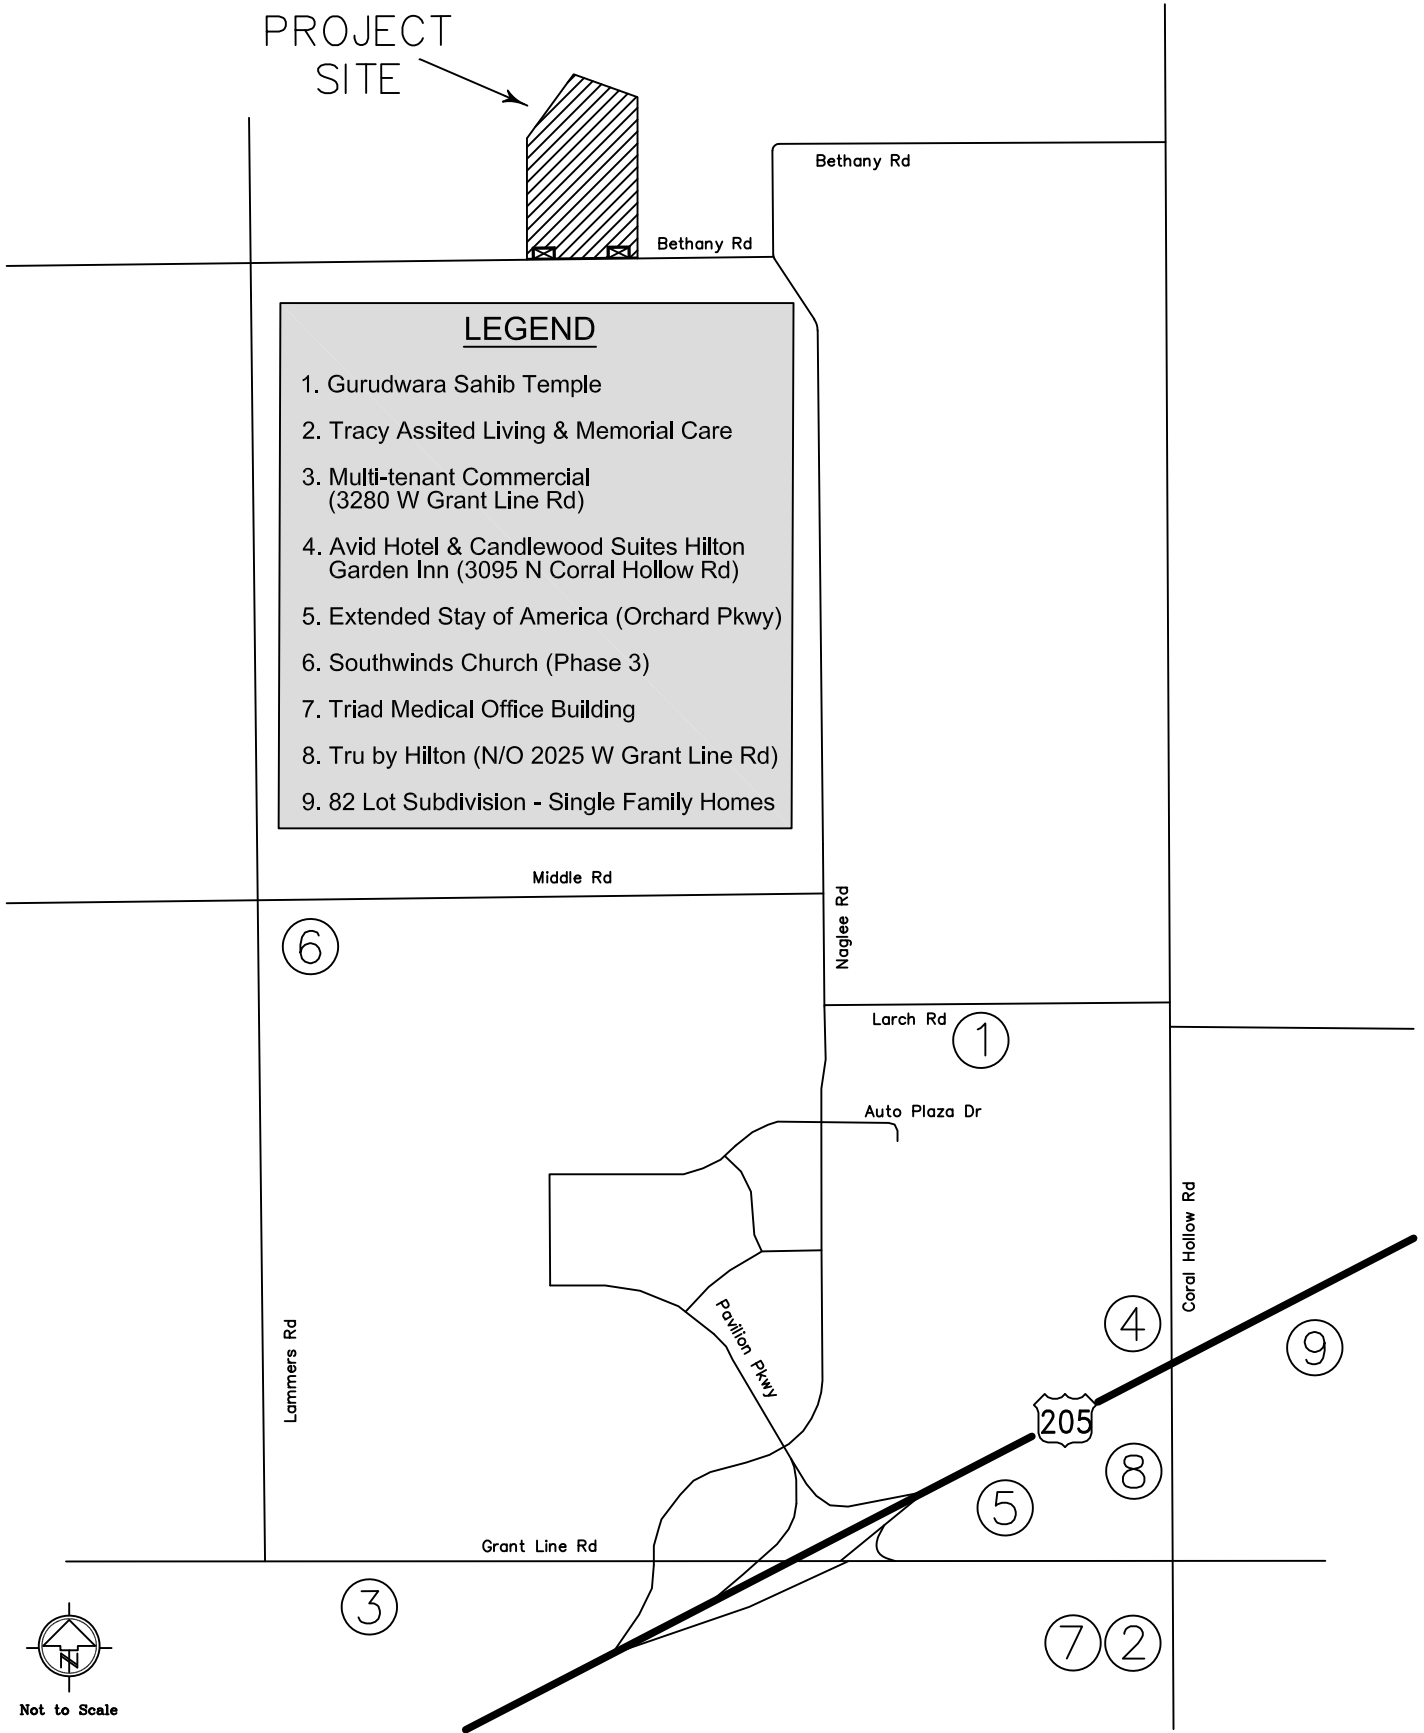 PROJECT
SITE
Bethany Rd
Bethany Rd
LEGEND
1. Gurudwara Sahib Temple
2. Tracy Assited Living & Memorial Care
3. Multi-tenant Commercial
(3280 W Grant Line Rd)
4. Avid Hotel & Candlewood Suites Hilton
Garden Inn (3095 N Corral Hollow Rd)
5. Extended Stay of America (Orchard Pkwy)
6. Southwinds Church (Phase 3)
7. Triad Medical Office Building
8. Tru by Hilton (N/O 2025 W Grant Line Rd)
9. 82 Lot Subdivision - Single Family Homes
Middle Rd
Naglee Rd
6
Larch Rd
1
Auto Plaza Dr
Coral Hollow Rd
Pavilion Pkwy
Lammers Rd
4
9
205
8
5
Grant Line Rd
3
7
2
N
Not to Scale